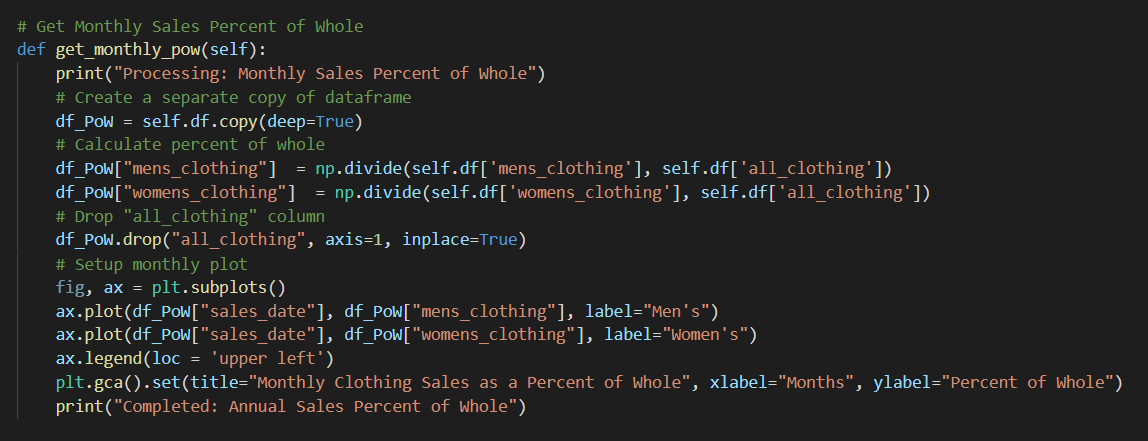 # Get Monthly Sales Percent of Whole
def get_monthly_pow(self):
    print("Processing: Monthly Sales Percent of Whole")
    # Create a separate copy of dataframe
    df_PoW = self.df.copy(deep=True)
    # Calculate percent of whole
    df_PoW["mens_clothing"]  = np.divide(self.df['mens_clothing'], self.df['all_clothing'])
    df_PoW["womens_clothing"]  = np.divide(self.df['womens_clothing'], self.df['all_clothing'])
    # Drop "all_clothing" column
    df_PoW.drop("all_clothing", axis=1, inplace=True)
    # Setup monthly plot
    fig, ax = plt.subplots()
    ax.plot(df_PoW["sales_date"], df_PoW["mens_clothing"], label="Men's")
    ax.plot(df_PoW["sales_date"], df_PoW["womens_clothing"], label="Women's")
    ax.legend(loc = 'upper left')
    plt.gca().set(title="Monthly Clothing Sales as a Percent of Whole", xlabel="Months", ylabel="Percent of Whole")
    print("Completed: Annual Sales Percent of Whole")